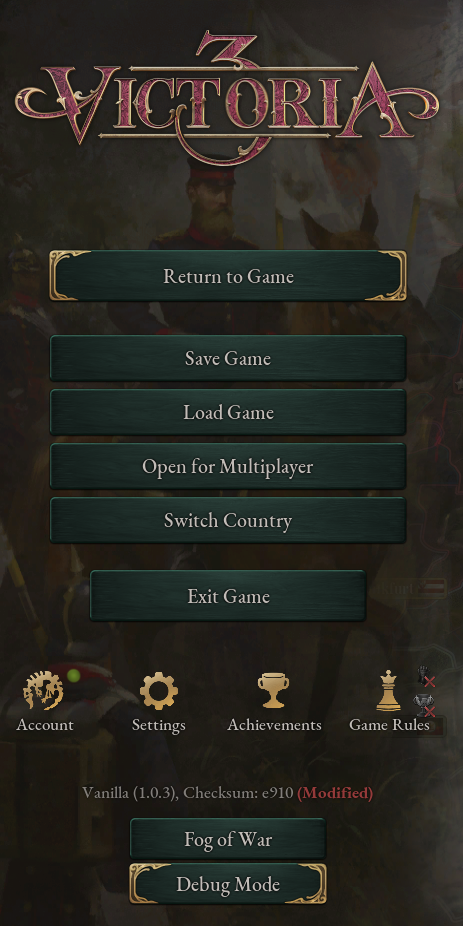 VICTORIA
3
Return to Game
Save Game
Load Game
Open for Multiplayer
Switch Country
Exit Game
Account
Settings
Achievements
Game Rules
Vanilla (1.0.3), Checksum: e910 (Modified)
Fog of War
Debug Mode